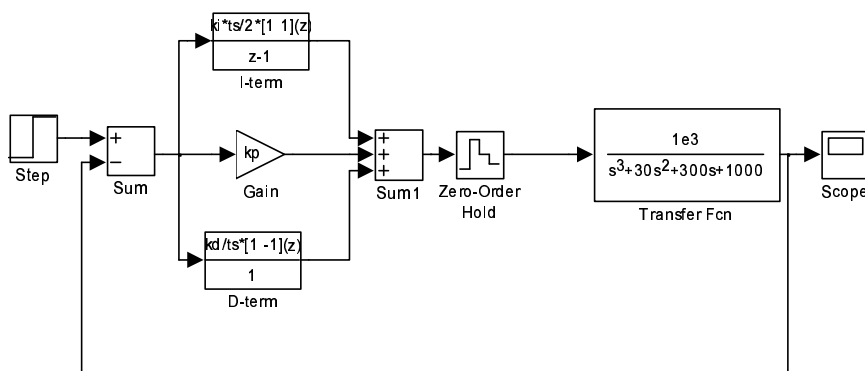 ki*ts/2*[1 1](z)
z-1
I-term
+
−
Step
Sum
kp
Gain
+
+
+
Sum1
Zero-Order
Hold
1e3
s³+30s²+300s+1000
Transfer Fcn
Scope
kd/ts*[1 -1](z)
1
D-term